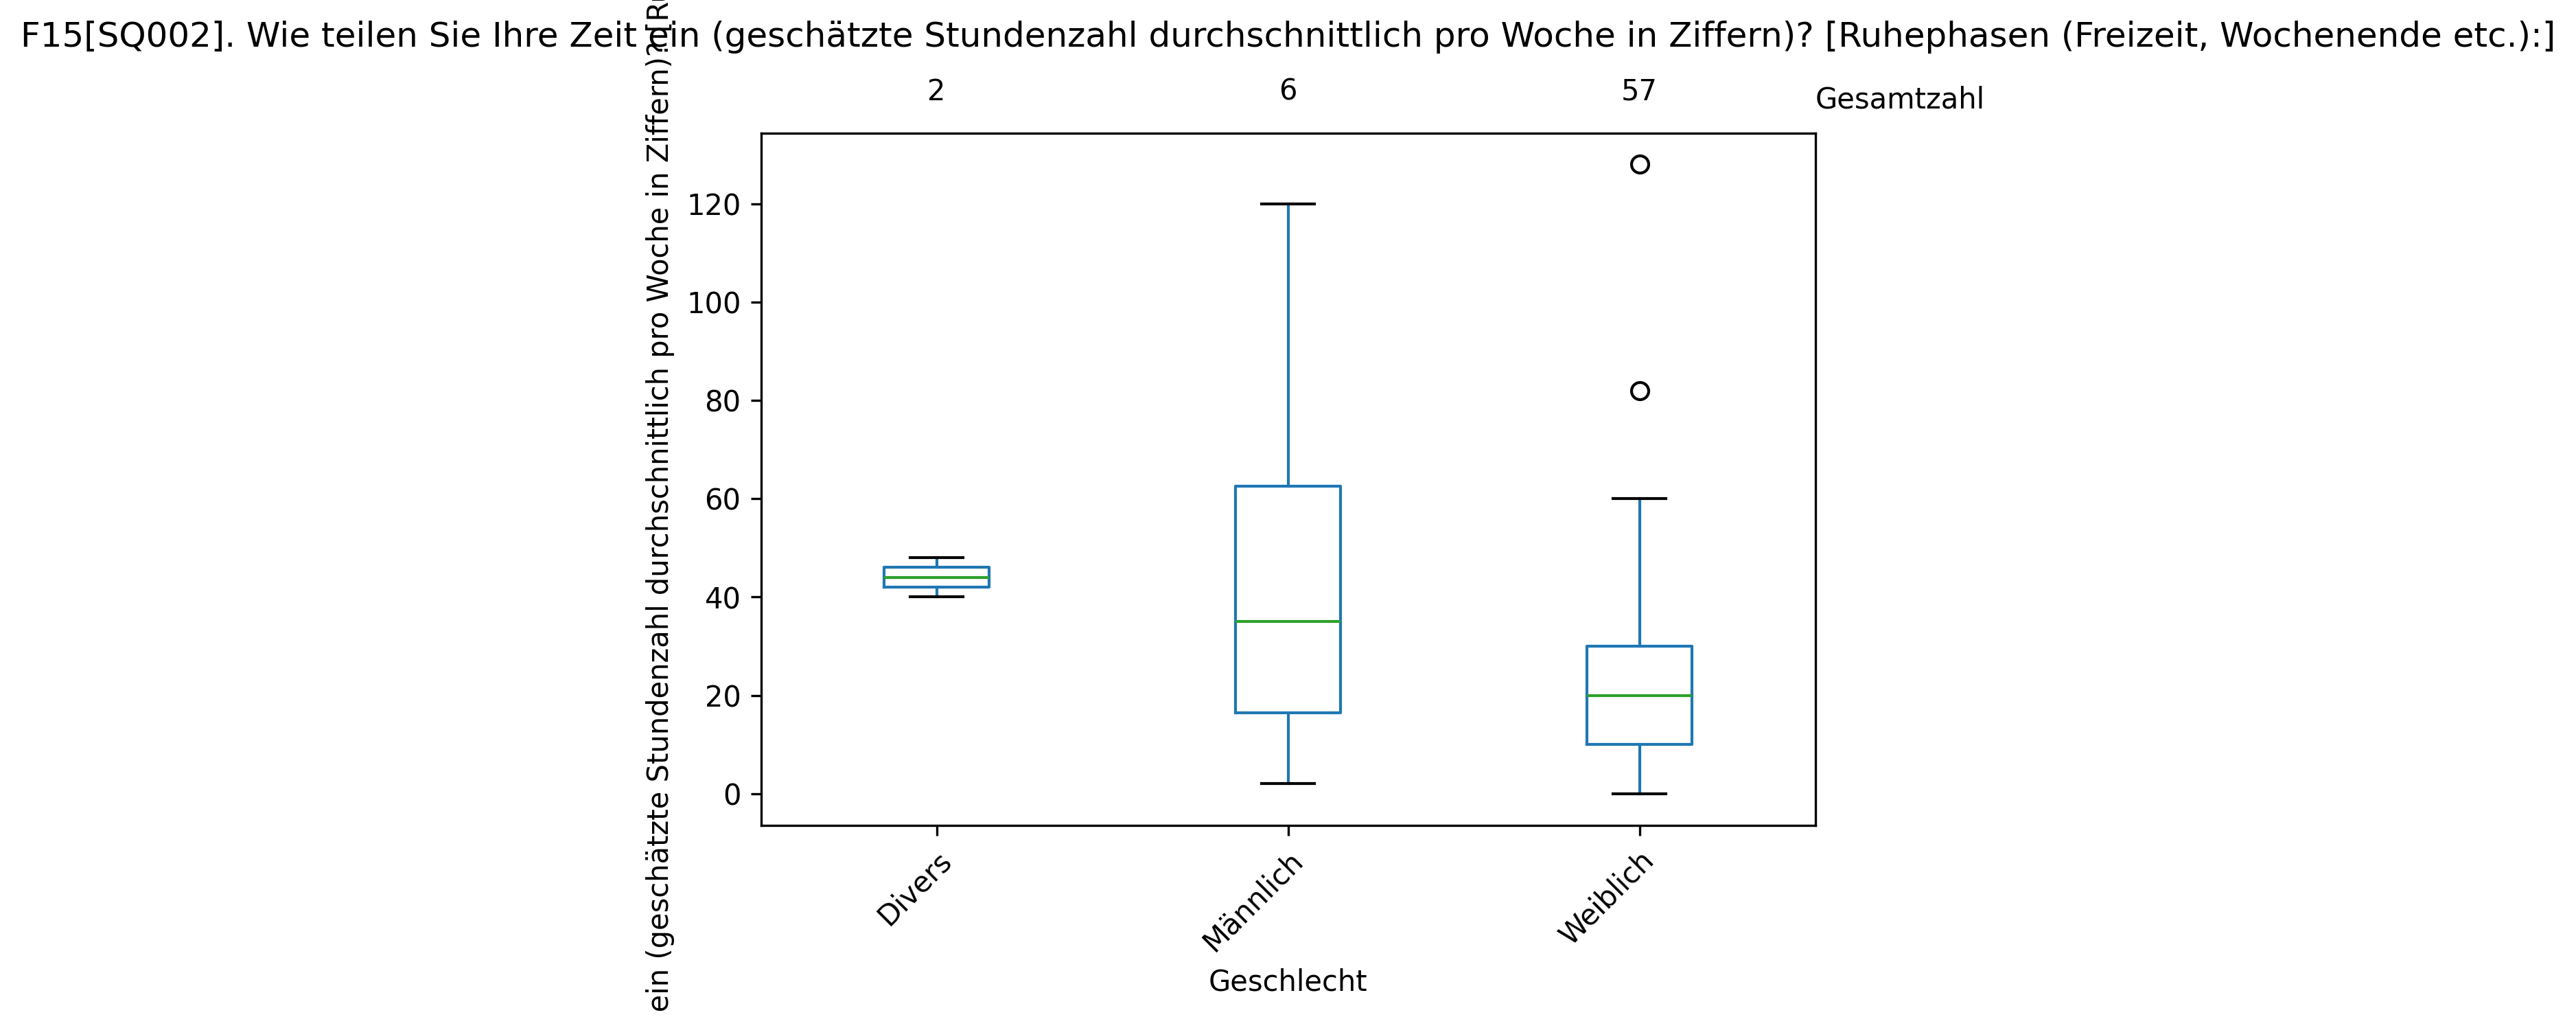 F15[SQ002]. Wie teilen Sie Ihre Zeit ein (geschätzte Stundenzahl durchschnittlich pro Woche in Ziffern)? [Ruhephasen (Freizeit, Wochenende etc.):]
2 6 57 Gesamtzahl
ein (geschätzte Stundenzahl durchschnittlich pro Woche in Ziffern)?
120
100
80
60
40
20
0
Divers Männlich Weiblich
Geschlecht